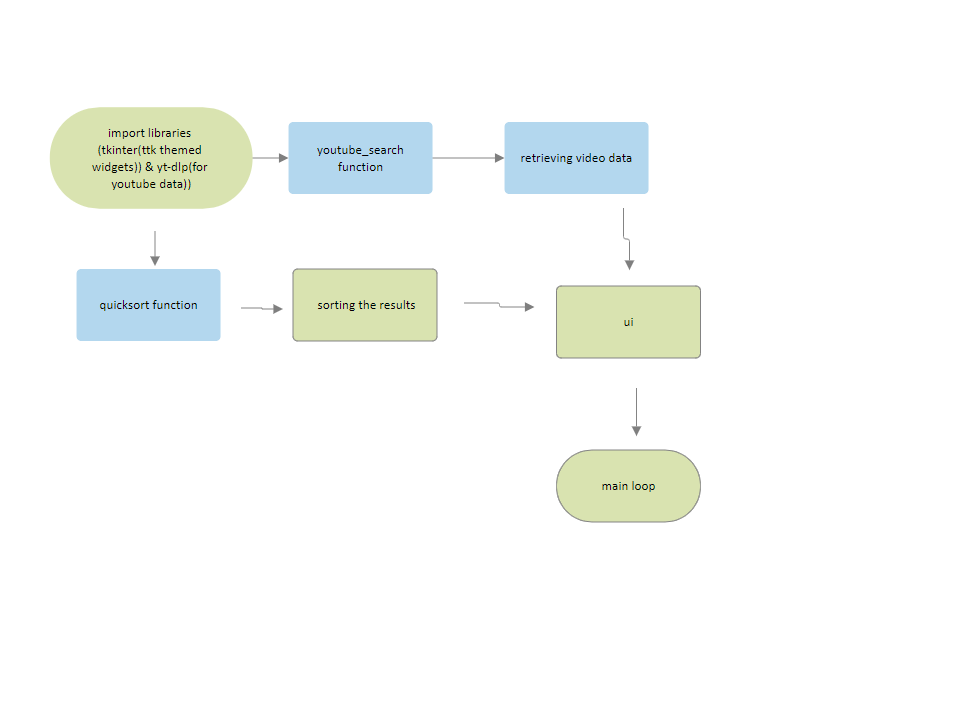 import libraries
(tkinter(ttk themed
widgets)) & yt-dlp(for
youtube data))
youtube_search
function
retrieving video data
quicksort function
sorting the results
ui
main loop